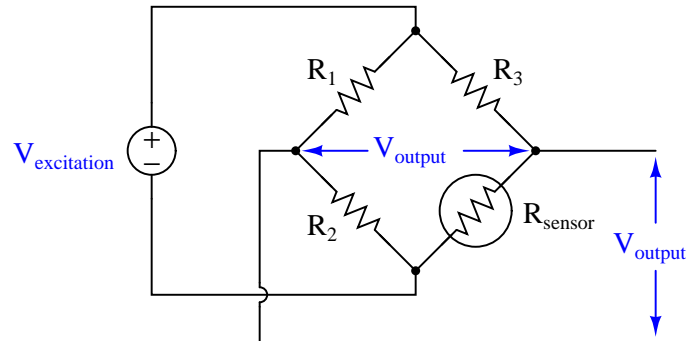 R1
R3
+
−
Vexcitation
Voutput
R2
Rsensor
Voutput